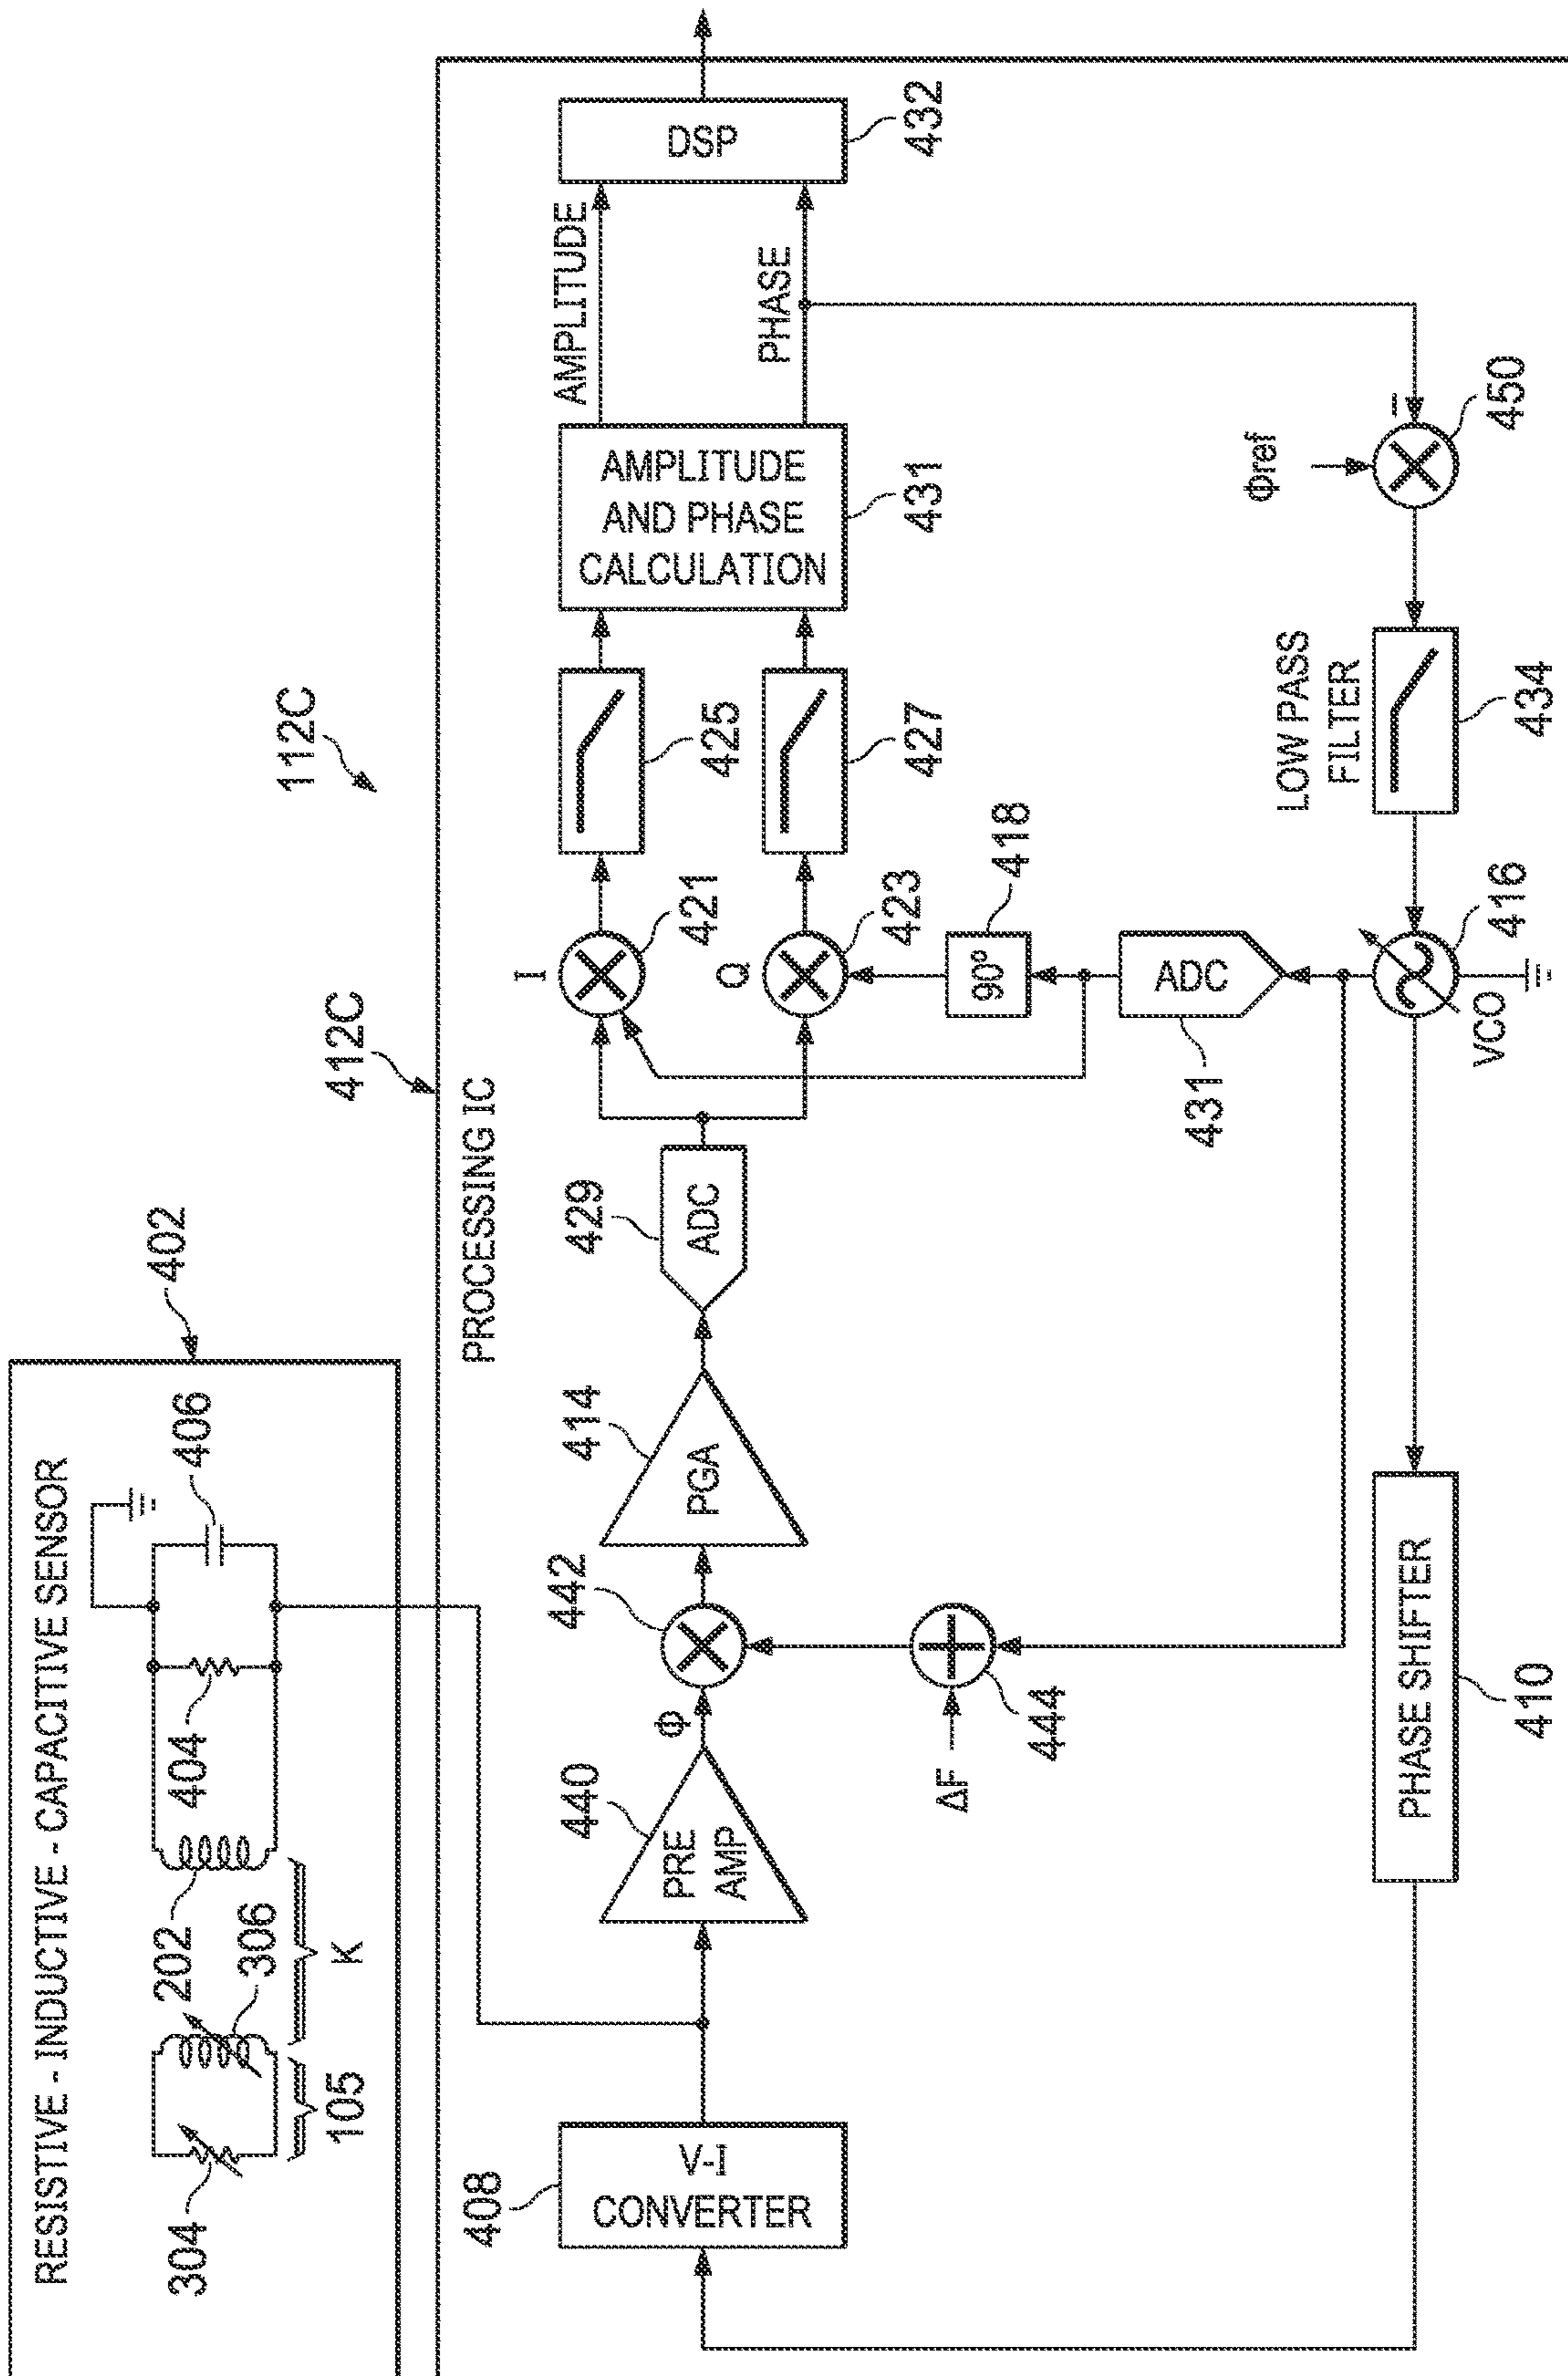 112C
RESISTIVE - INDUCTIVE - CAPACITIVE SENSOR
402
304
105
306
202
K
404
406
412C
PROCESSING IC
408
V-I
CONVERTER
440
PRE
AMP
Φ
442
414
PGA
429
ADC
I
421
Q
423
425
427
AMPLITUDE
AND PHASE
CALCULATION
431
AMPLITUDE
PHASE
DSP
432
ΔF
444
431
ADC
90°
418
Φref
−
450
LOW PASS
FILTER
434
VCO
416
PHASE SHIFTER
410